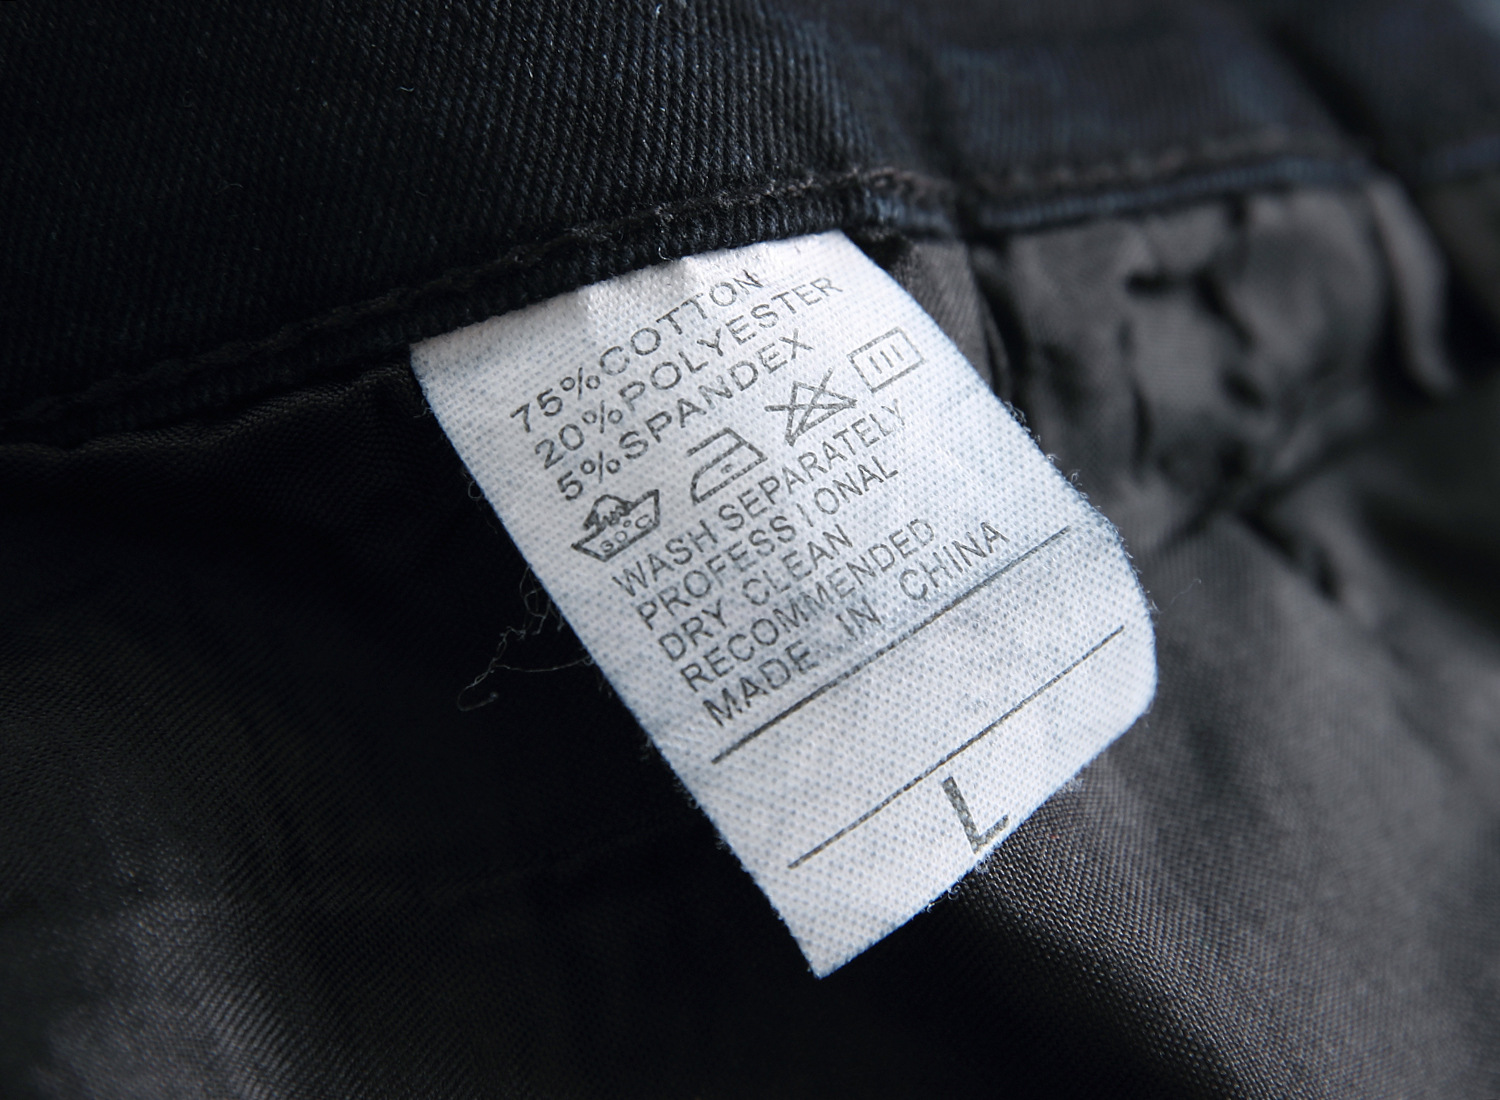 75%COTTON
20%POLYESTER
5%SPANDEX
30°C
WASH SEPARATELY
PROFESSIONAL
DRY CLEAN
RECOMMENDED
MADE IN CHINA
L